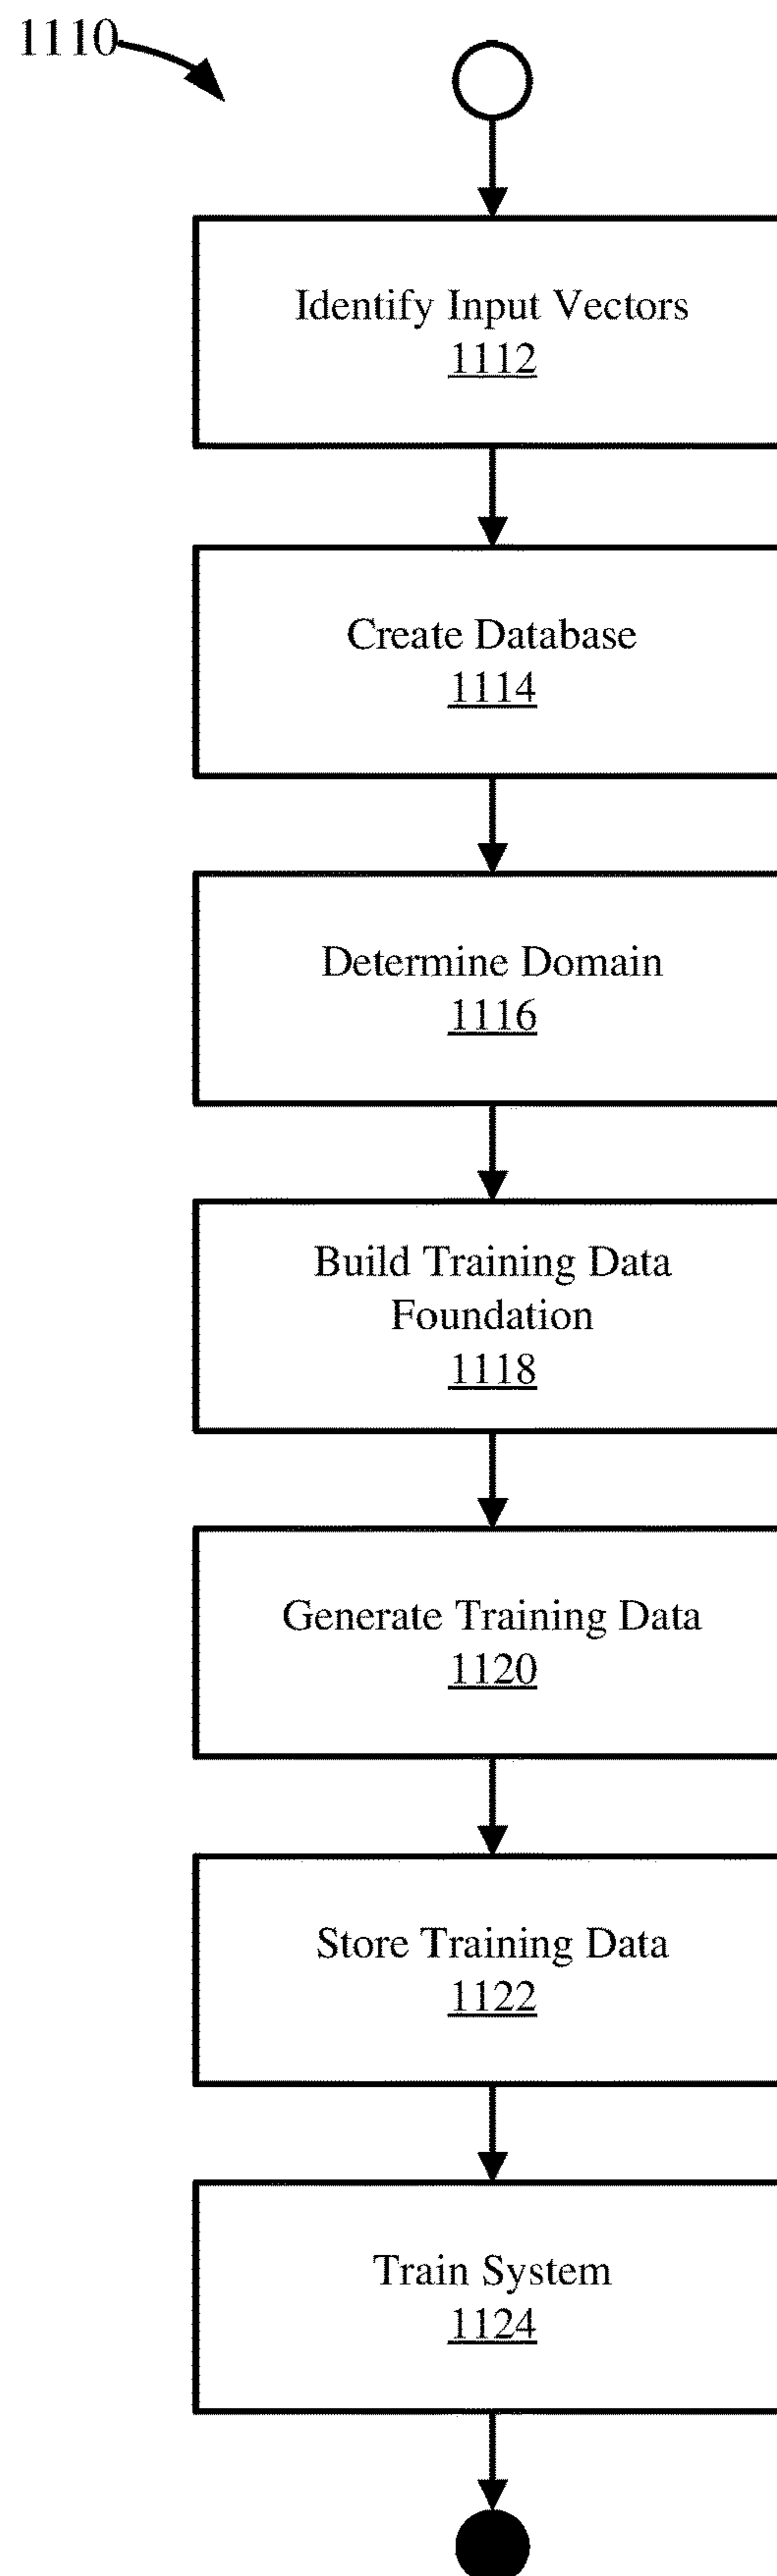 1110
Identify Input Vectors
1112
Create Database
1114
Determine Domain
1116
Build Training Data
Foundation
1118
Generate Training Data
1120
Store Training Data
1122
Train System
1124